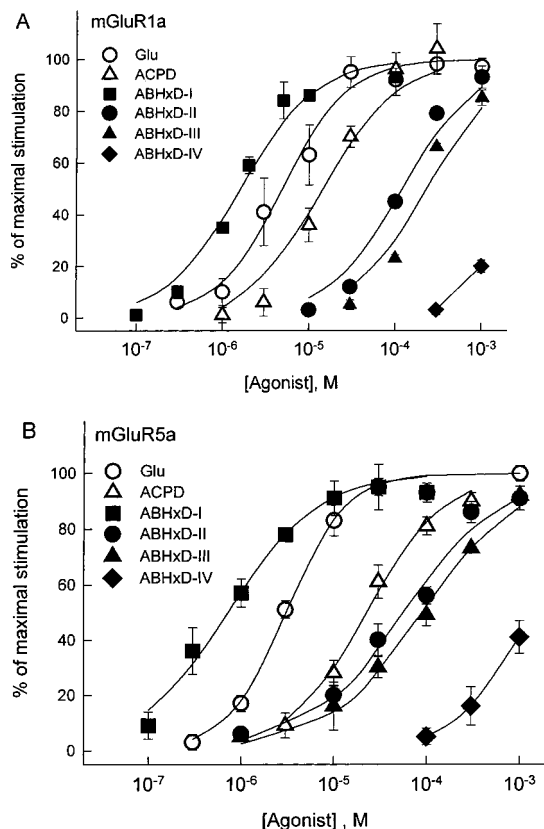 A
mGluR1a
Glu
ACPD
ABHxD-I
ABHxD-II
ABHxD-III
ABHxD-IV
% of maximal stimulation
100
80
60
40
20
0
10⁻⁷
10⁻⁶
10⁻⁵
10⁻⁴
10⁻³
[Agonist], M
B
mGluR5a
Glu
ACPD
ABHxD-I
ABHxD-II
ABHxD-III
ABHxD-IV
% of maximal stimulation
100
80
60
40
20
0
10⁻⁷
10⁻⁶
10⁻⁵
10⁻⁴
10⁻³
[Agonist] , M